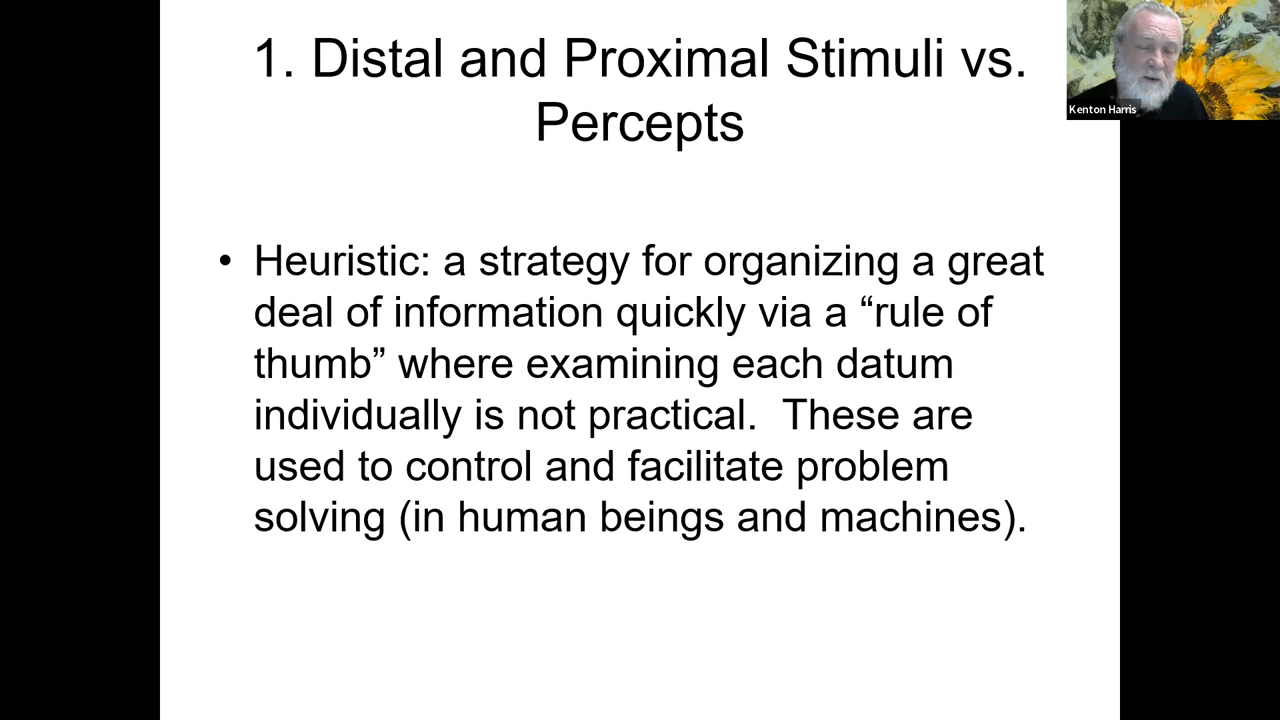 1. Distal and Proximal Stimuli vs.
Percepts
Kenton Harris
• Heuristic: a strategy for organizing a great
deal of information quickly via a “rule of
thumb” where examining each datum
individually is not practical.  These are
used to control and facilitate problem
solving (in human beings and machines).